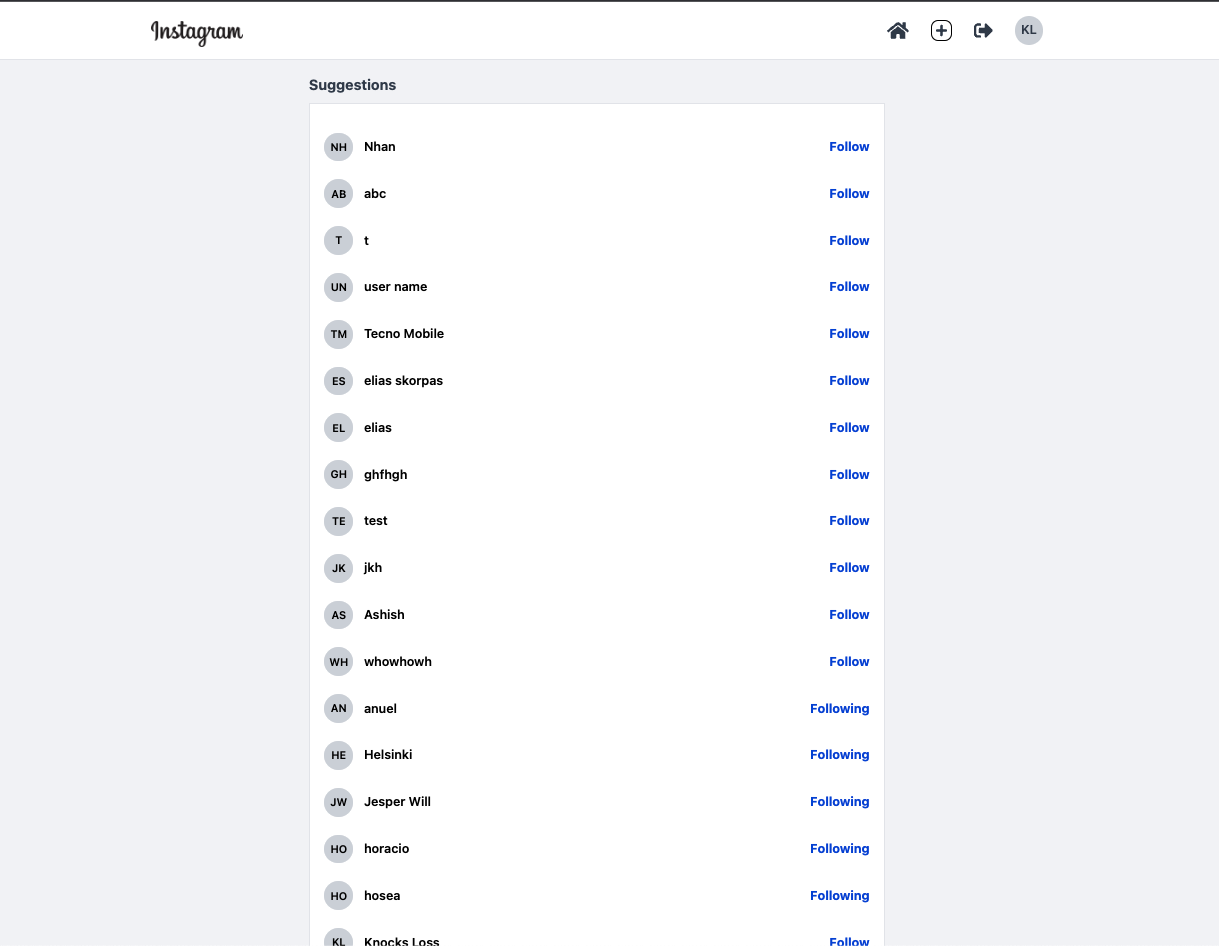 Instagram
KL
Suggestions
NH Nhan Follow
AB abc Follow
T t Follow
UN user name Follow
TM Tecno Mobile Follow
ES elias skorpas Follow
EL elias Follow
GH ghfhgh Follow
TE test Follow
JK jkh Follow
AS Ashish Follow
WH whowhowh Follow
AN anuel Following
HE Helsinki Following
JW Jesper Will Following
HO horacio Following
HO hosea Following
KL Knocks Loss Follow